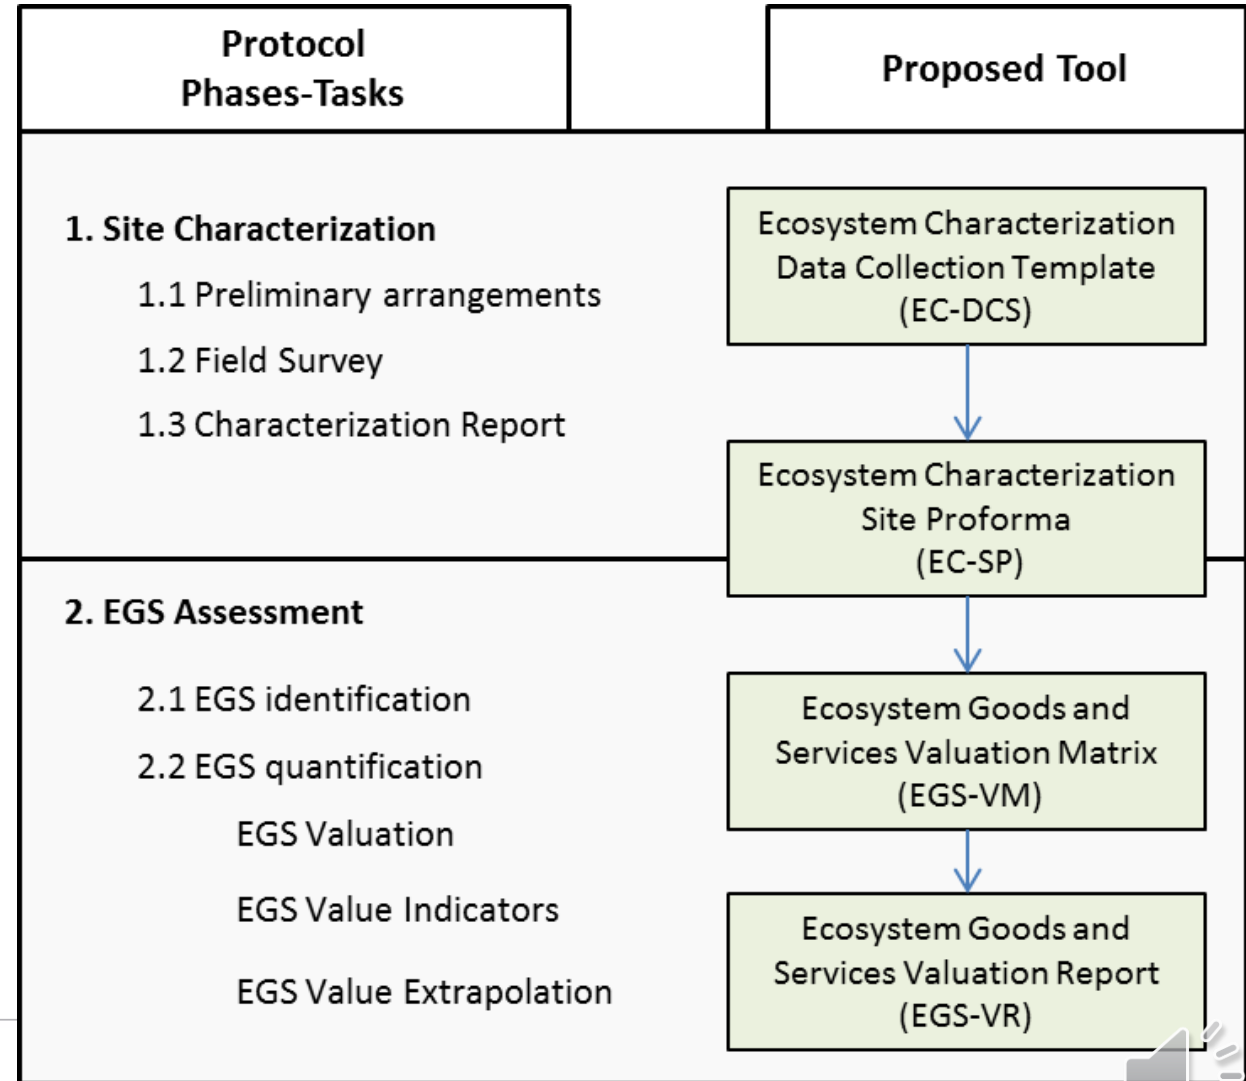 Protocol
Phases-Tasks
Proposed Tool
1. Site Characterization
1.1 Preliminary arrangements
1.2 Field Survey
1.3 Characterization Report
Ecosystem Characterization
Data Collection Template
(EC-DCS)
Ecosystem Characterization
Site Proforma
(EC-SP)
2. EGS Assessment
2.1 EGS identification
2.2 EGS quantification
EGS Valuation
EGS Value Indicators
EGS Value Extrapolation
Ecosystem Goods and
Services Valuation Matrix
(EGS-VM)
Ecosystem Goods and
Services Valuation Report
(EGS-VR)